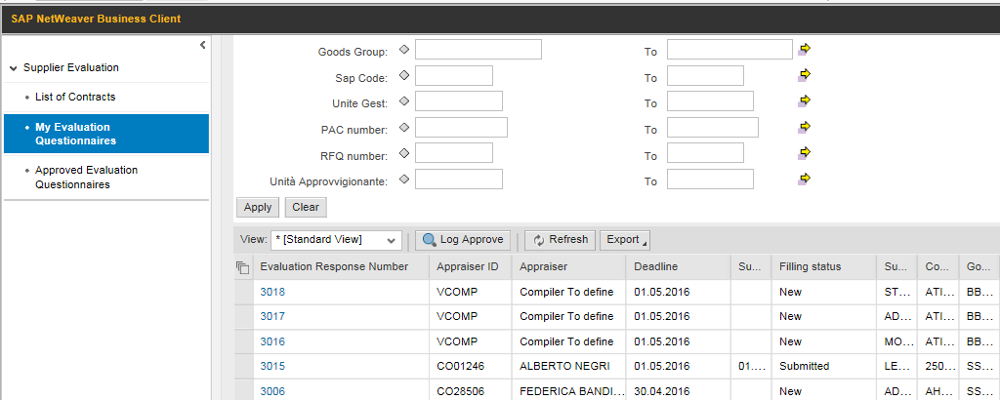 SAP NetWeaver Business Client
Supplier Evaluation
List of Contracts
My Evaluation
Questionnaires
Approved Evaluation
Questionnaires
Goods Group: To
Sap Code: To
Unite Gest: To
PAC number: To
RFQ number: To
Unità Approvvigionante: To
Apply Clear
View: * [Standard View] Log Approve Refresh Export
Evaluation Response Number Appraiser ID Appraiser Deadline Su... Filling status Su... Co... Go...
3018 VCOMP Compiler To define 01.05.2016 New ST... ATI... BB...
3017 VCOMP Compiler To define 01.05.2016 New AD... ATI... BB...
3016 VCOMP Compiler To define 01.05.2016 New MO... ATI... BB...
3015 CO01246 ALBERTO NEGRI 01.05.2016 01.... Submitted LE... 250... SS...
3006 CO28506 FEDERICA BANDI... 30.04.2016 New AD... AH... SS...